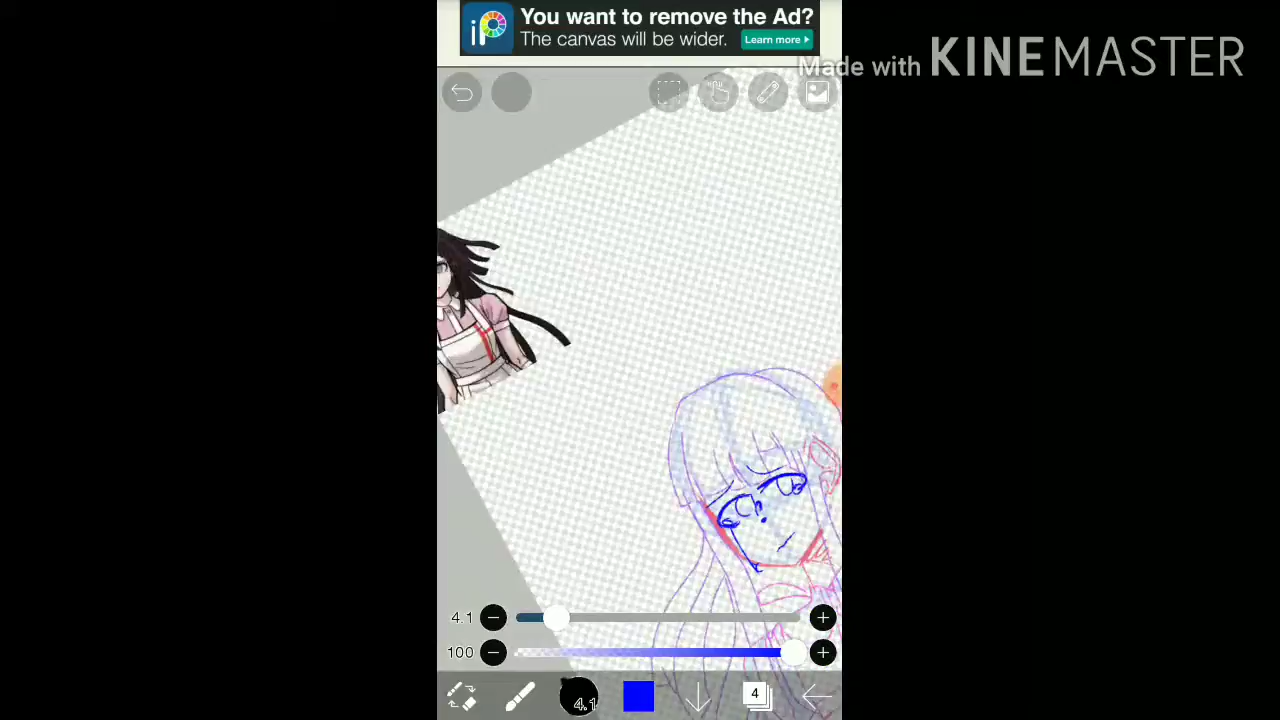 iP
You want to remove the Ad?
The canvas will be wider.
Learn more
Made with KINEMASTER
4.1
100
4.1
4